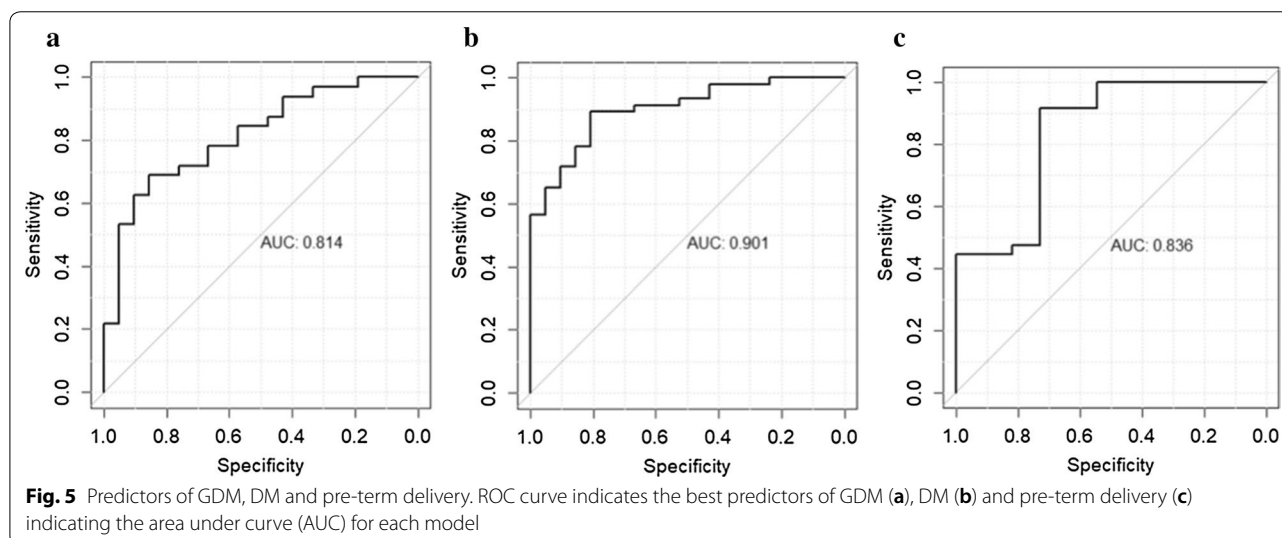 a
b
c
1.0
0.8
0.6
0.4
0.2
0.0
Sensitivity
AUC: 0.814
1.0 0.8 0.6 0.4 0.2 0.0
Specificity
1.0
0.8
0.6
0.4
0.2
0.0
Sensitivity
AUC: 0.901
1.0 0.8 0.6 0.4 0.2 0.0
Specificity
1.0
0.8
0.6
0.4
0.2
0.0
Sensitivity
AUC: 0.836
1.0 0.8 0.6 0.4 0.2 0.0
Specificity
Fig. 5 Predictors of GDM, DM and pre-term delivery. ROC curve indicates the best predictors of GDM (a), DM (b) and pre-term delivery (c)
indicating the area under curve (AUC) for each model